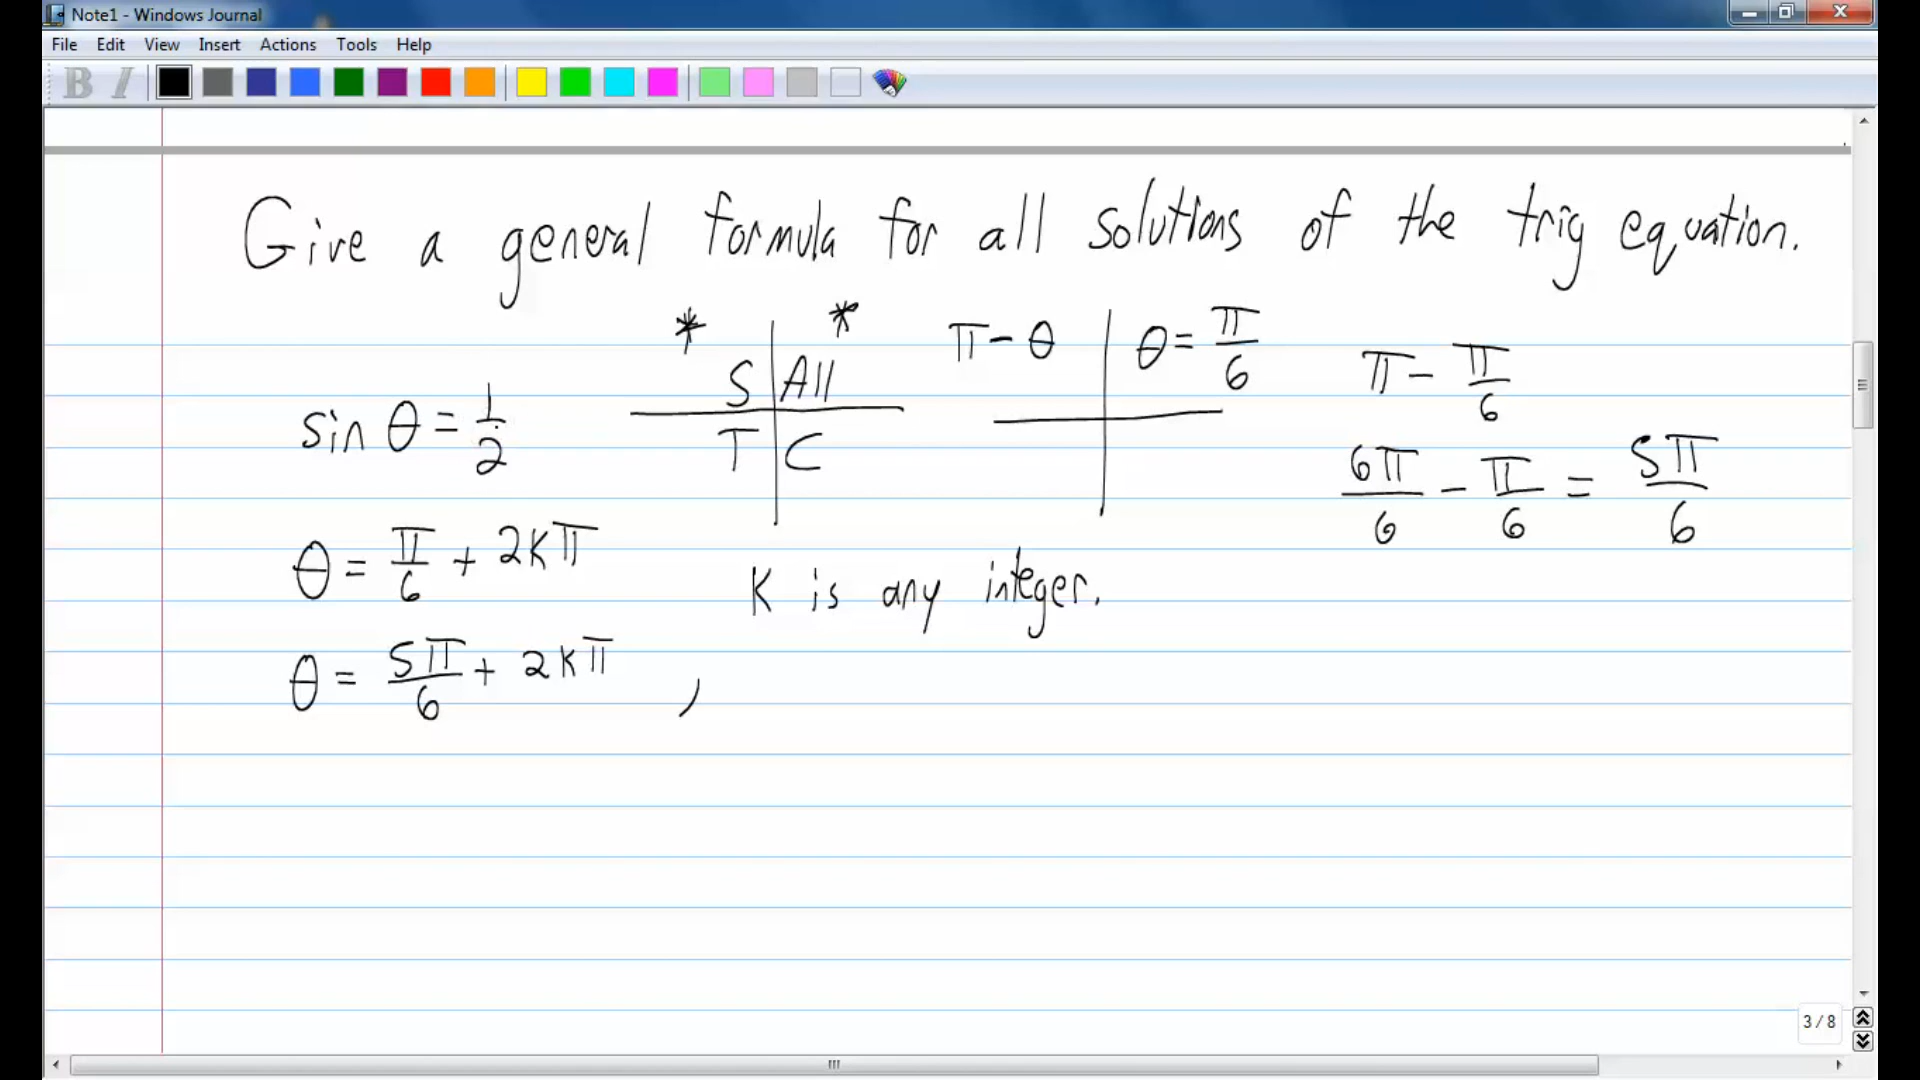 Note1 - Windows Journal
File Edit View Insert Actions Tools Help
B I
Give a general formula for all solutions of the trig equation.
* *
S All
T C
π - θ
θ = π/6
π - π/6
sin θ = 1/2
6π/6 - π/6 = 5π/6
θ = π/6 + 2kπ
K is any integer.
θ = 5π/6 + 2kπ ,
3 / 8